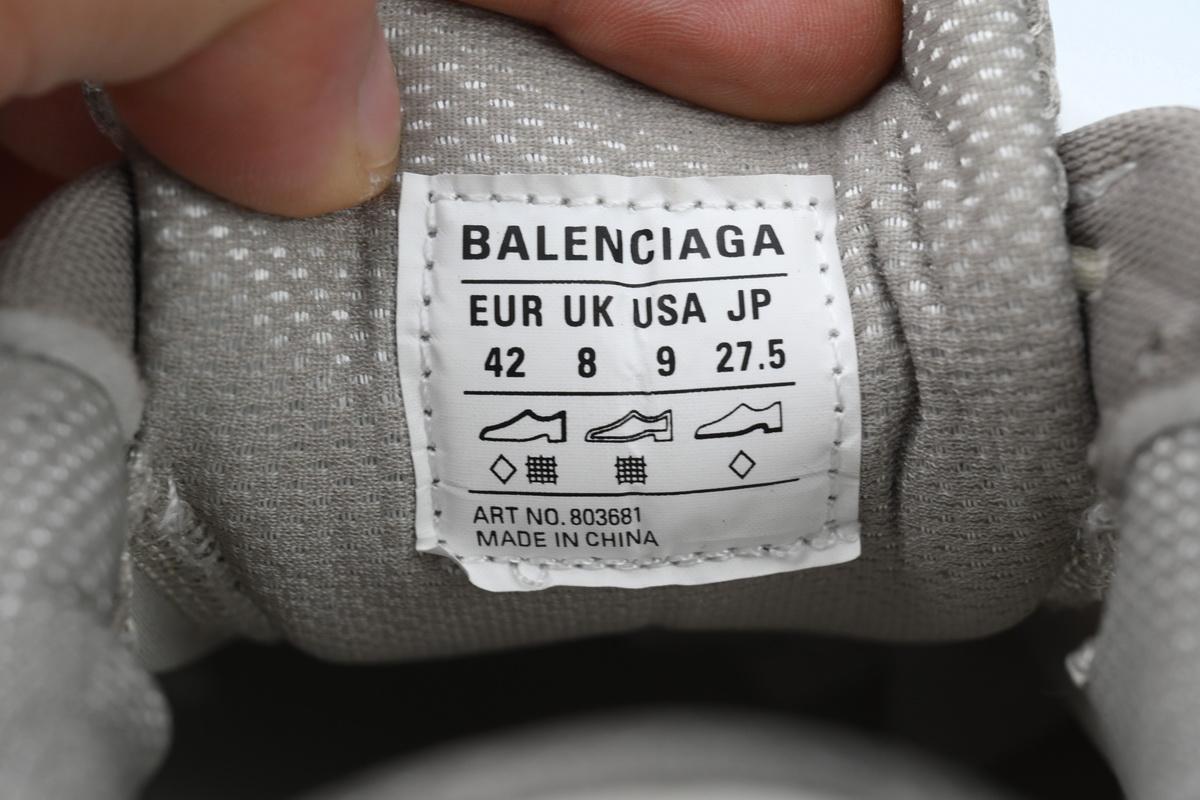 BALENCIAGA
EUR UK USA JP
42 8 9 27.5
ART NO. 803681
MADE IN CHINA